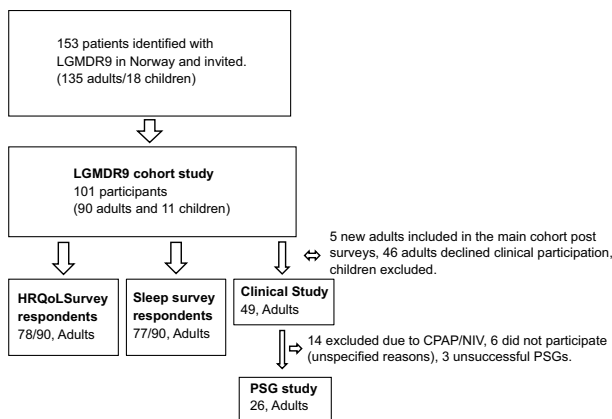 153 patients identified with
LGMDR9 in Norway and invited.
(135 adults/18 children)
LGMDR9 cohort study
101 participants
(90 adults and 11 children)
5 new adults included in the main cohort post
surveys, 46 adults declined clinical participation,
children excluded.
HRQoLSurvey
respondents
78/90, Adults
Sleep survey
respondents
77/90, Adults
Clinical Study
49, Adults
14 excluded due to CPAP/NIV, 6 did not participate
(unspecified reasons), 3 unsuccessful PSGs.
PSG study
26, Adults